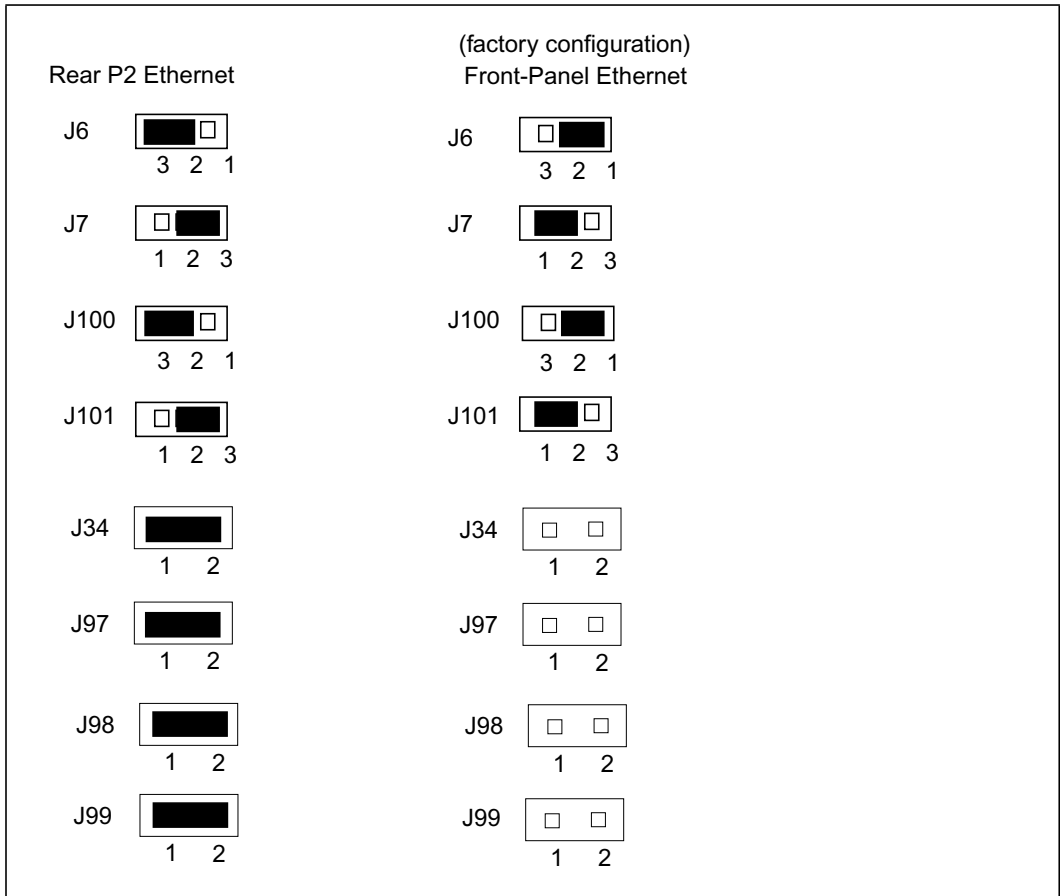 (factory configuration)
Rear P2 Ethernet
Front-Panel Ethernet
J6
3 2 1
J6
3 2 1
J7
1 2 3
J7
1 2 3
J100
3 2 1
J100
3 2 1
J101
1 2 3
J101
1 2 3
J34
1 2
J34
1 2
J97
1 2
J97
1 2
J98
1 2
J98
1 2
J99
1 2
J99
1 2